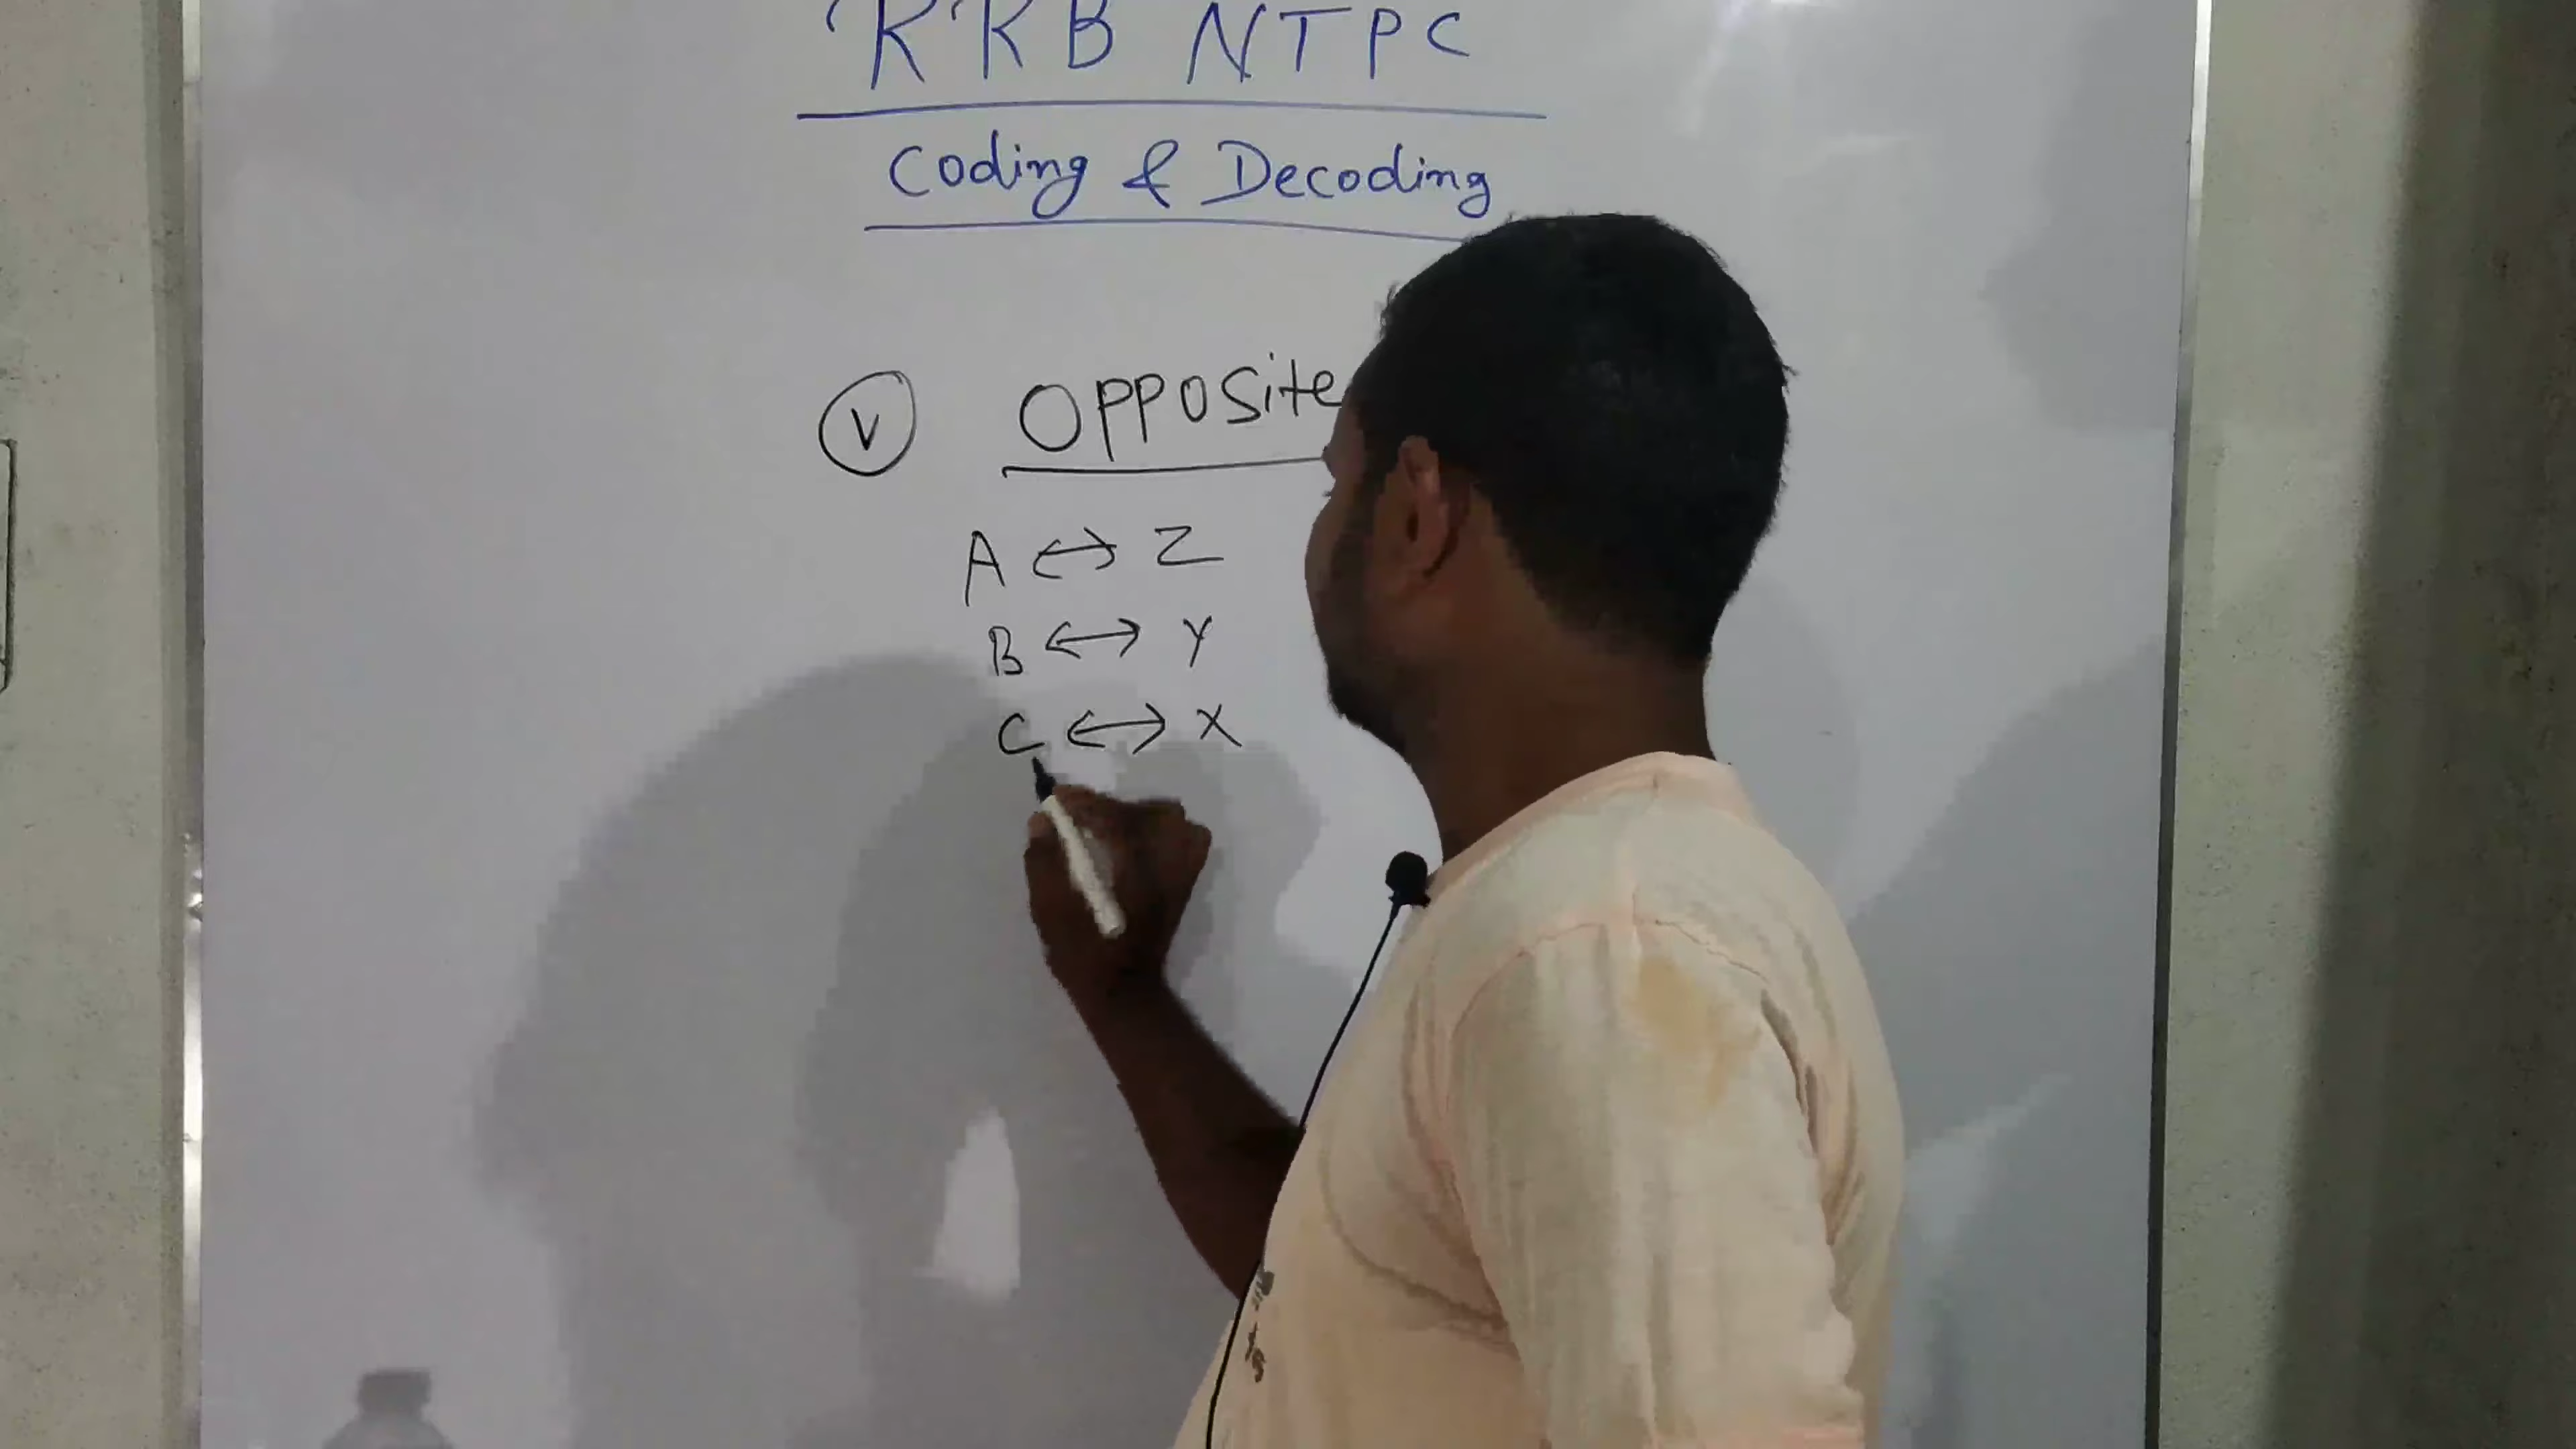 RRB NTPC
Coding & Decoding
V Opposite
A ↔ Z
B ↔ Y
C ↔ X